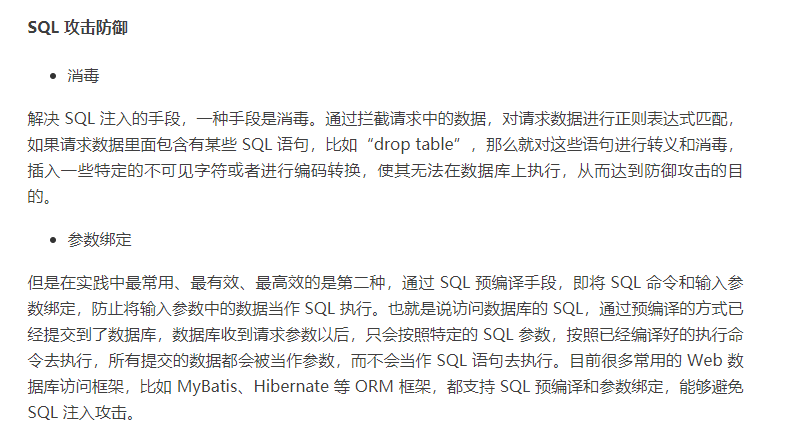 SQL 攻击防御
• 消毒
解决 SQL 注入的手段，一种手段是消毒。通过拦截请求中的数据，对请求数据进行正则表达式匹配，
如果请求数据里面包含有某些 SQL 语句，比如“drop table”，那么就对这些语句进行转义和消毒，
插入一些特定的不可见字符或者进行编码转换，使其无法在数据库上执行，从而达到防御攻击的目
的。
• 参数绑定
但是在实践中最常用、最有效、最高效的是第二种，通过 SQL 预编译手段，即将 SQL 命令和输入参
数绑定，防止将输入参数中的数据当作 SQL 执行。也就是说访问数据库的 SQL，通过预编译的方式已
经提交到了数据库，数据库收到请求参数以后，只会按照特定的 SQL 参数，按照已经编译好的执行命
令去执行，所有提交的数据都会被当作参数，而不会当作 SQL 语句去执行。目前很多常用的 Web 数
据库访问框架，比如 MyBatis、Hibernate 等 ORM 框架，都支持 SQL 预编译和参数绑定，能够避免
SQL 注入攻击。